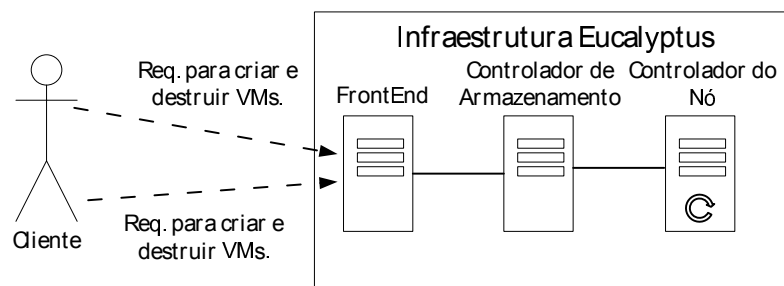 Infraestrutura Eucalyptus
Req. para criar e
destruir VMs.
FrontEnd
Controlador de
Armazenamento
Controlador do
Nó
Cliente
Req. para criar e
destruir VMs.